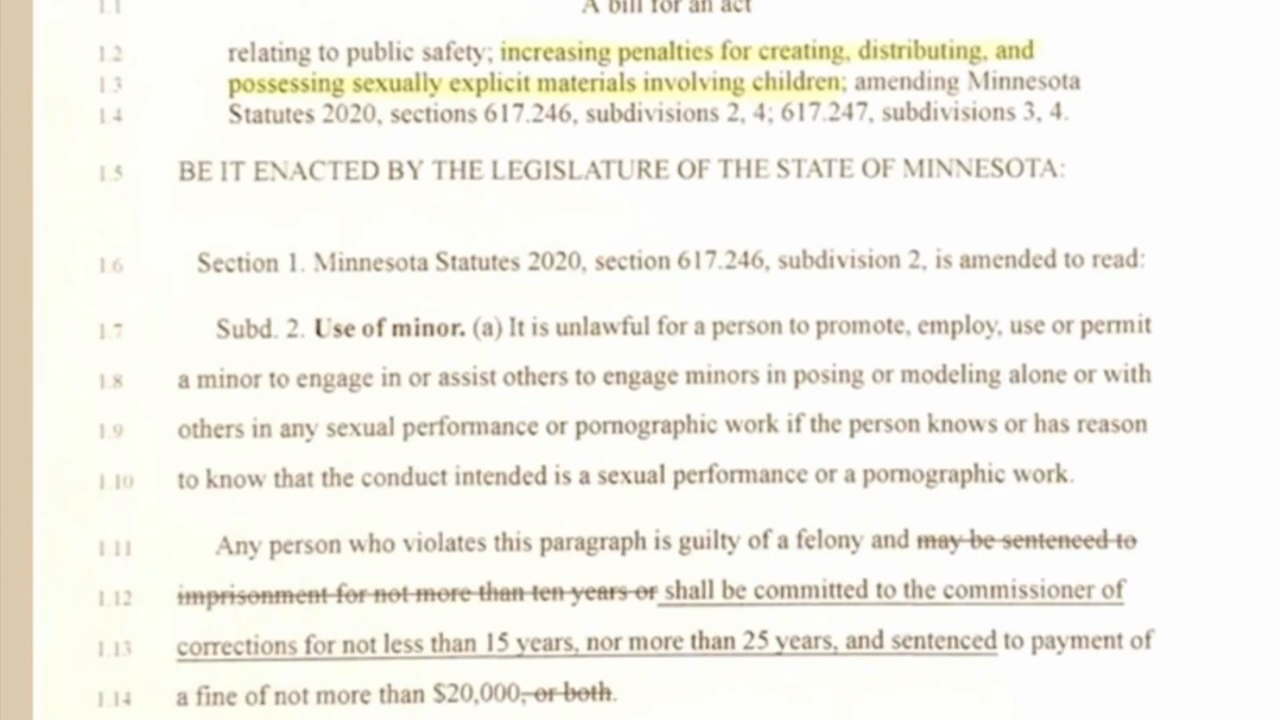 1.1 A bill for an act
1.2 relating to public safety; increasing penalties for creating, distributing, and
1.3 possessing sexually explicit materials involving children; amending Minnesota
1.4 Statutes 2020, sections 617.246, subdivisions 2, 4; 617.247, subdivisions 3, 4.
1.5 BE IT ENACTED BY THE LEGISLATURE OF THE STATE OF MINNESOTA:
1.6 Section 1. Minnesota Statutes 2020, section 617.246, subdivision 2, is amended to read:
1.7 Subd. 2. Use of minor. (a) It is unlawful for a person to promote, employ, use or permit
1.8 a minor to engage in or assist others to engage minors in posing or modeling alone or with
1.9 others in any sexual performance or pornographic work if the person knows or has reason
1.10 to know that the conduct intended is a sexual performance or a pornographic work.
1.11 Any person who violates this paragraph is guilty of a felony and may be sentenced to
1.12 imprisonment for not more than ten years or shall be committed to the commissioner of
1.13 corrections for not less than 15 years, nor more than 25 years, and sentenced to payment of
1.14 a fine of not more than $20,000, or both.